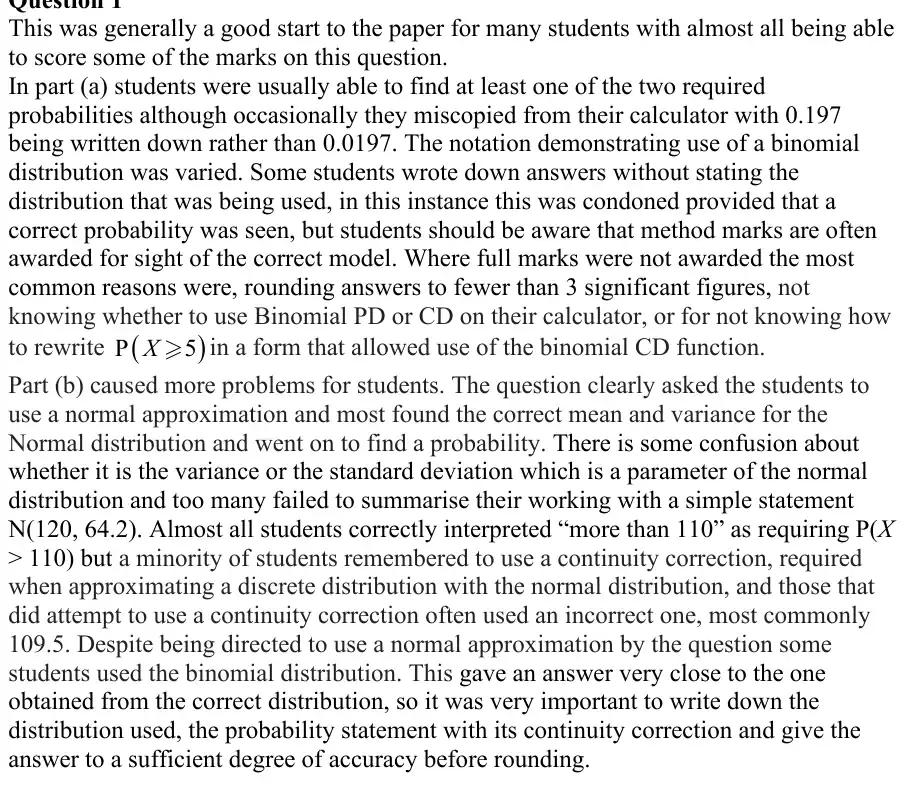 Question 1
This was generally a good start to the paper for many students with almost all being able
to score some of the marks on this question.
In part (a) students were usually able to find at least one of the two required
probabilities although occasionally they miscopied from their calculator with 0.197
being written down rather than 0.0197. The notation demonstrating use of a binomial
distribution was varied. Some students wrote down answers without stating the
distribution that was being used, in this instance this was condoned provided that a
correct probability was seen, but students should be aware that method marks are often
awarded for sight of the correct model. Where full marks were not awarded the most
common reasons were, rounding answers to fewer than 3 significant figures, not
knowing whether to use Binomial PD or CD on their calculator, or for not knowing how
to rewrite P(X⩾5) in a form that allowed use of the binomial CD function.
Part (b) caused more problems for students. The question clearly asked the students to
use a normal approximation and most found the correct mean and variance for the
Normal distribution and went on to find a probability. There is some confusion about
whether it is the variance or the standard deviation which is a parameter of the normal
distribution and too many failed to summarise their working with a simple statement
N(120, 64.2). Almost all students correctly interpreted “more than 110” as requiring P(X
> 110) but a minority of students remembered to use a continuity correction, required
when approximating a discrete distribution with the normal distribution, and those that
did attempt to use a continuity correction often used an incorrect one, most commonly
109.5. Despite being directed to use a normal approximation by the question some
students used the binomial distribution. This gave an answer very close to the one
obtained from the correct distribution, so it was very important to write down the
distribution used, the probability statement with its continuity correction and give the
answer to a sufficient degree of accuracy before rounding.